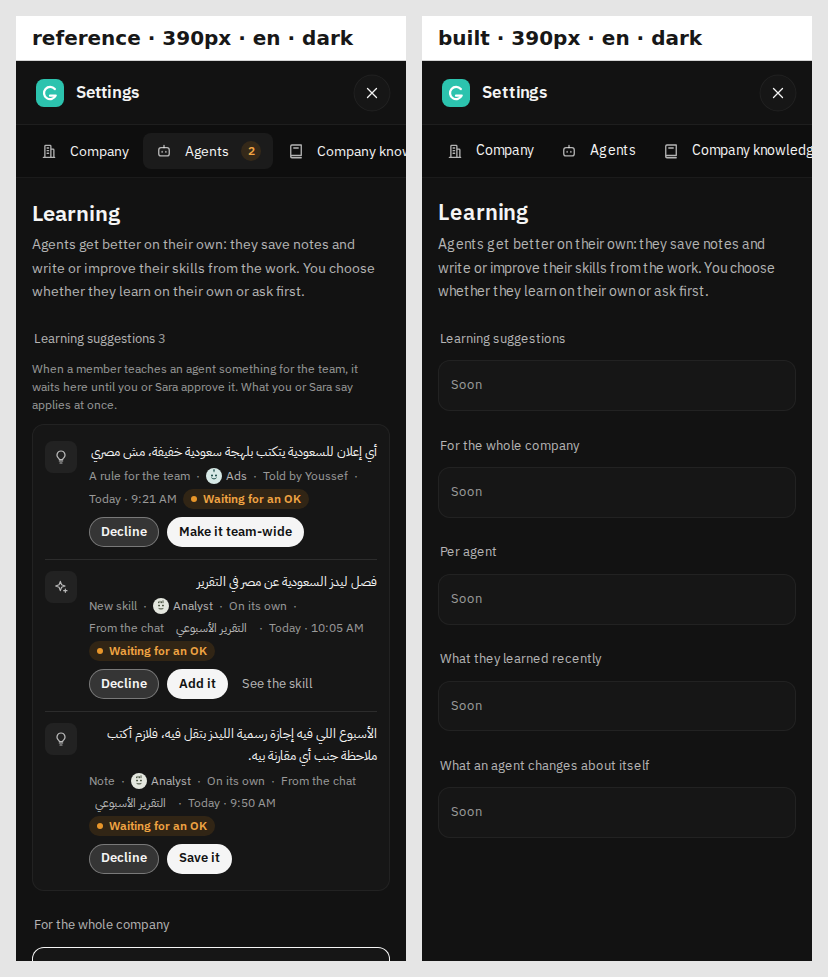 reference · 390px · en · dark
Settings
Company
Agents 2
Company know
Learning
Agents get better on their own: they save notes and
write or improve their skills from the work. You choose
whether they learn on their own or ask first.
Learning suggestions 3
When a member teaches an agent something for the team, it
waits here until you or Sara approve it. What you or Sara say
applies at once.
أي إعلان للسعودية يتكتب بلهجة سعودية خفيفة، مش مصري
A rule for the team · Ads · Told by Youssef ·
Today · 9:21 AM Waiting for an OK
Decline Make it team-wide
فصل ليدز السعودية عن مصر في التقرير
New skill · Analyst · On its own ·
From the chat التقرير الأسبوعي · Today · 10:05 AM
Waiting for an OK
Decline Add it See the skill
الأسبوع اللي فيه إجازة رسمية الليدز بتقل فيه، فلازم أكتب
ملاحظة جنب أي مقارنة بيه.
Note · Analyst · On its own · From the chat
التقرير الأسبوعي · Today · 9:50 AM
Waiting for an OK
Decline Save it
For the whole company
built · 390px · en · dark
Settings
Company
Agents
Company knowledg
Learning
Agents get better on their own: they save notes and
write or improve their skills from the work. You choose
whether they learn on their own or ask first.
Learning suggestions
Soon
For the whole company
Soon
Per agent
Soon
What they learned recently
Soon
What an agent changes about itself
Soon